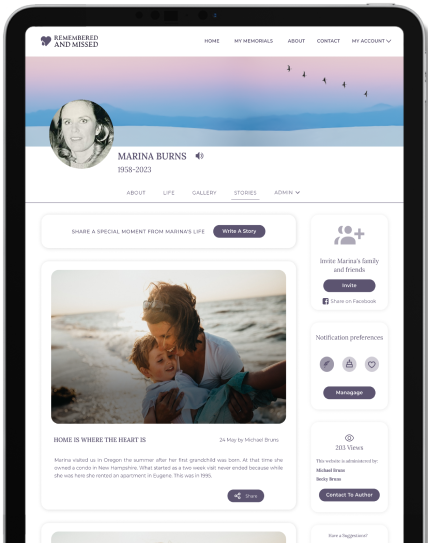 REMEMBERED
AND MISSED
HOME MY MEMORIALS ABOUT CONTACT MY ACCOUNT
MARINA BURNS
1958-2023
ABOUT LIFE GALLERY STORIES ADMIN
SHARE A SPECIAL MOMENT FROM MARINA'S LIFE Write A Story
Invite Marina's family
and friends
Invite
Share on Facebook
Notification preferences
Managage
HOME IS WHERE THE HEART IS 24 May by Michael Bruns
Marina visited us in Oregon the summer after her first grandchild was born. At that time she
owned a condo in New Hampshire. What started as a two week visit never ended because while
she was here she rented an apartment in Eugene. This was in 1995.
Share
203 Views
This website is administered by:
Michael Bruns
Becky Bruns
Contact To Author
Have a Suggestion?